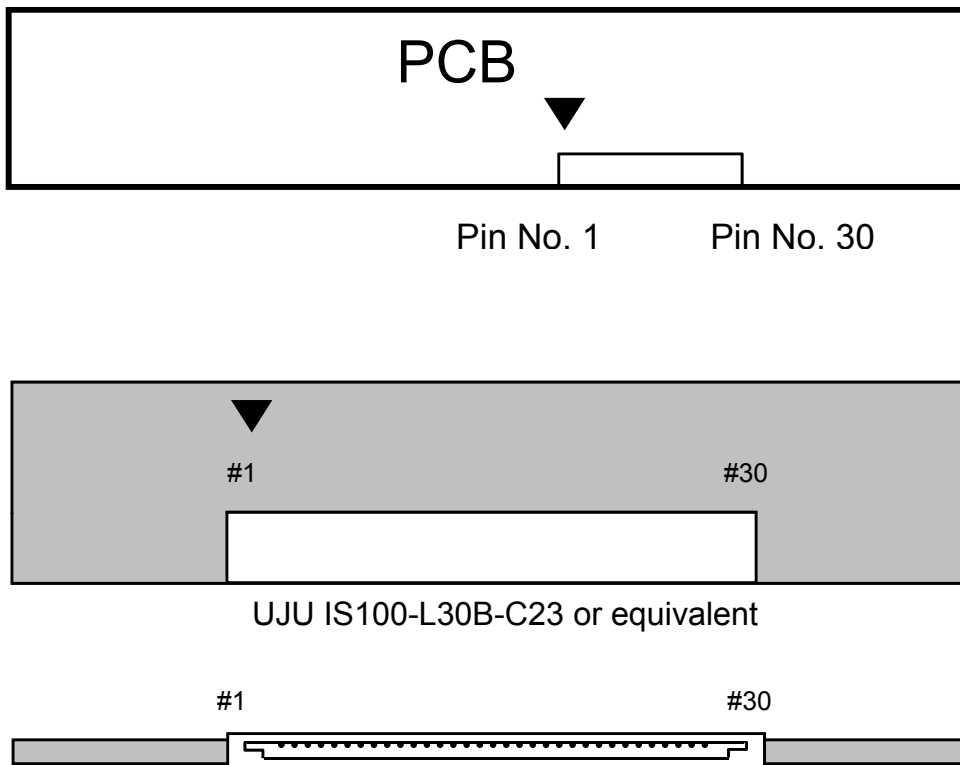 PCB
Pin No. 1 Pin No. 30
#1 #30
UJU IS100-L30B-C23 or equivalent
#1 #30